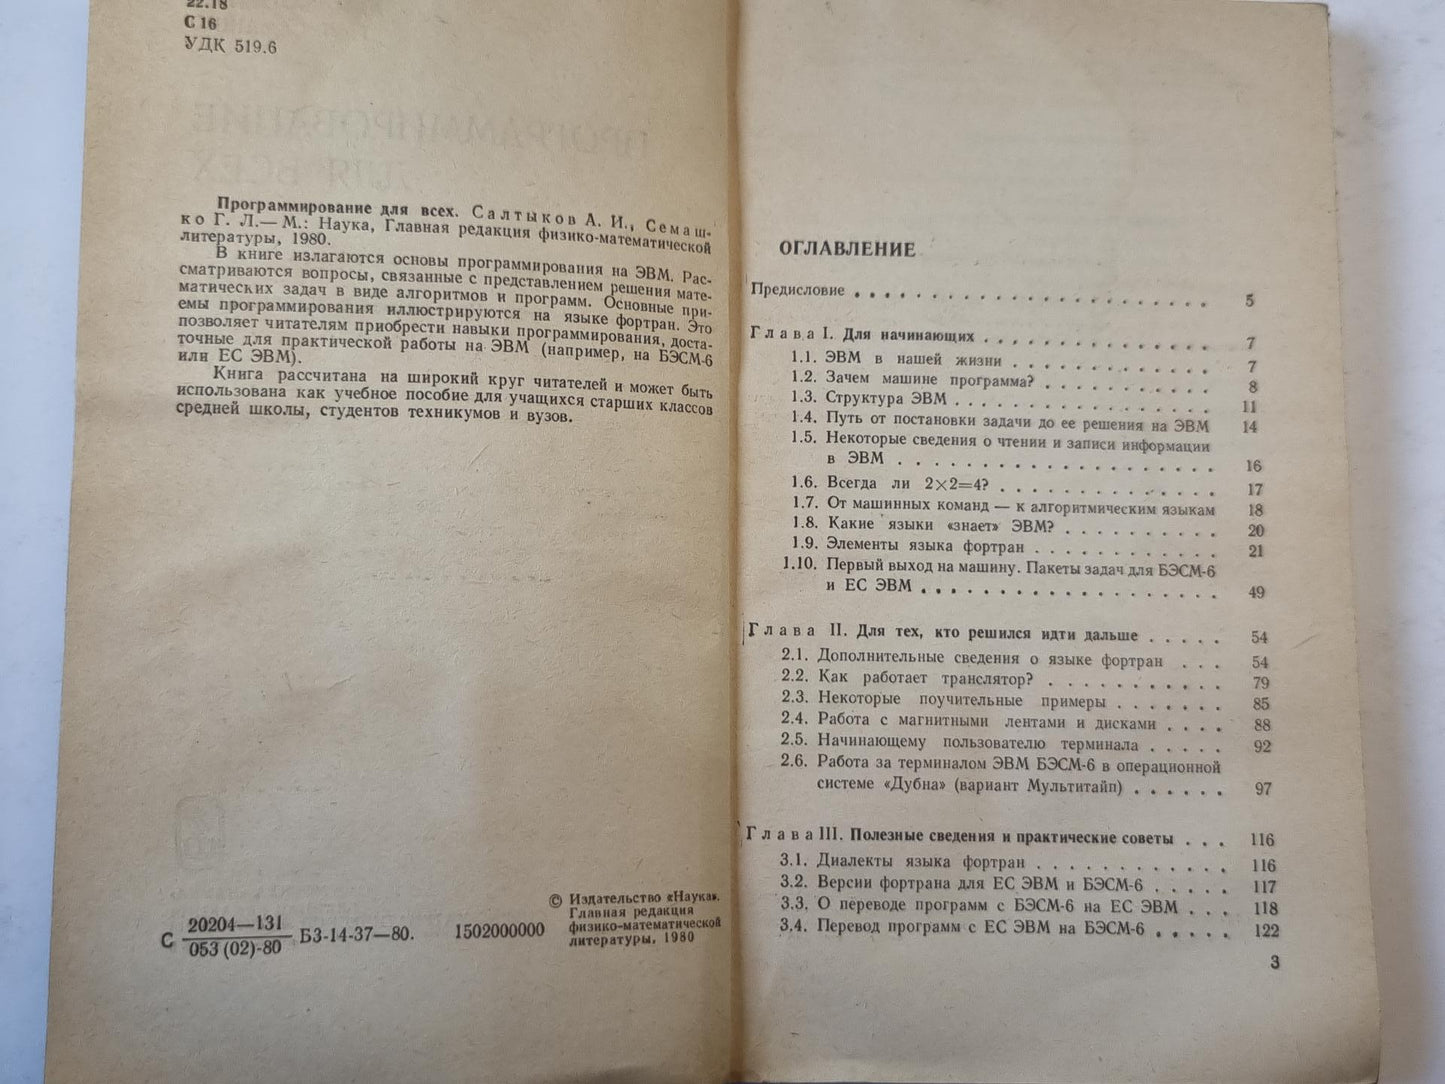 22.18
С 16
УДК 519.6
Программирование для всех. Салтыков А. И., Семаш-
ко Г. Л.— М.: Наука, Главная редакция физико-математической
литературы, 1980.
В книге излагаются основы программирования на ЭВМ. Рас-
сматриваются вопросы, связанные с представлением решения мате-
матических задач в виде алгоритмов и программ. Основные при-
емы программирования иллюстрируются на языке фортран. Это
позволяет читателям приобрести навыки программирования, доста-
точные для практической работы на ЭВМ (например, на БЭСМ-6
или ЕС ЭВМ).
Книга рассчитана на широкий круг читателей и может быть
использована как учебное пособие для учащихся старших классов
средней школы, студентов техникумов и вузов.
С 20204—131
053 (02)-80 БЗ-14-37—80. 1502000000
© Издательство «Наука».
Главная редакция
физико-математической
литературы, 1980
ОГЛАВЛЕНИЕ
Предисловие . . . . . . . . . . . . . . . . . . . 5
Глава I. Для начинающих . . . . . . . . . . . . 7
1.1. ЭВМ в нашей жизни . . . . . . . . . . . 7
1.2. Зачем машине программа? . . . . . . . . . 8
1.3. Структура ЭВМ . . . . . . . . . . . . . . 11
1.4. Путь от постановки задачи до ее решения на ЭВМ 14
1.5. Некоторые сведения о чтении и записи информации
в ЭВМ . . . . . . . . . . . . . . . . . 16
1.6. Всегда ли 2×2=4? . . . . . . . . . . . . 17
1.7. От машинных команд — к алгоритмическим языкам 18
1.8. Какие языки «знает» ЭВМ? . . . . . . . . . 20
1.9. Элементы языка фортран . . . . . . . . . . 21
1.10. Первый выход на машину. Пакеты задач для БЭСМ-6
и ЕС ЭВМ . . . . . . . . . . . . . . . . 49
Глава II. Для тех, кто решился идти дальше . . . . . 54
2.1. Дополнительные сведения о языке фортран . . . 54
2.2. Как работает транслятор? . . . . . . . . . . 79
2.3. Некоторые поучительные примеры . . . . . . . 85
2.4. Работа с магнитными лентами и дисками . . . . 88
2.5. Начинающему пользователю терминала . . . . . 92
2.6. Работа за терминалом ЭВМ БЭСМ-6 в операционной
системе «Дубна» (вариант Мультитайп) . . . . . . 97
Глава III. Полезные сведения и практические советы . . . 116
3.1. Диалекты языка фортран . . . . . . . . . . . 116
3.2. Версии фортрана для ЕС ЭВМ и БЭСМ-6 . . . . . 117
3.3. О переводе программ с БЭСМ-6 на ЕС ЭВМ . . . 118
3.4. Перевод программ с ЕС ЭВМ на БЭСМ-6 . . . . . 122
3